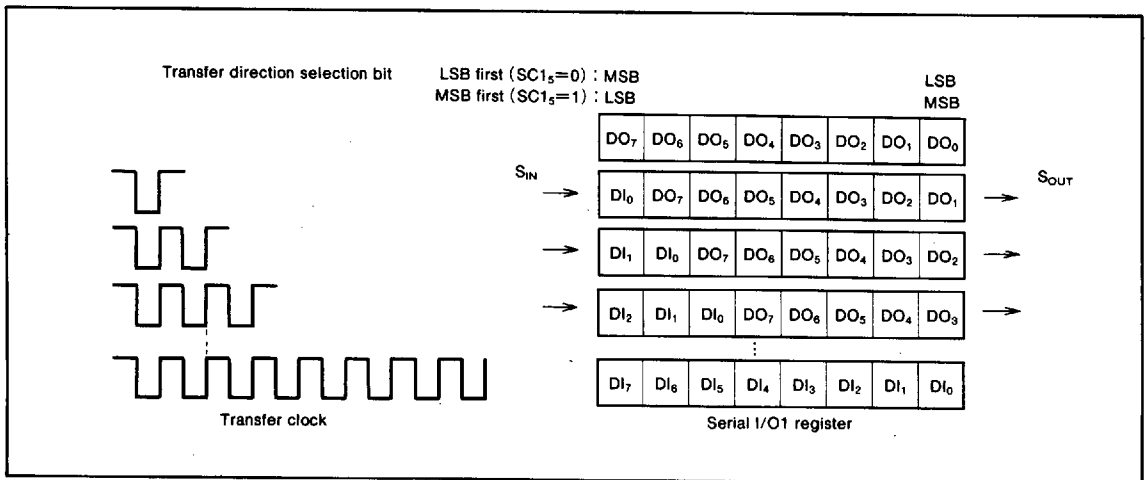 Transfer direction selection bit LSB first (SC1₅=0) : MSB LSB
MSB first (SC1₅=1) : LSB MSB
DO₇ DO₆ DO₅ DO₄ DO₃ DO₂ DO₁ DO₀
S_IN DI₀ DO₇ DO₆ DO₅ DO₄ DO₃ DO₂ DO₁ S_OUT
DI₁ DI₀ DO₇ DO₆ DO₅ DO₄ DO₃ DO₂
DI₂ DI₁ DI₀ DO₇ DO₆ DO₅ DO₄ DO₃
DI₇ DI₆ DI₅ DI₄ DI₃ DI₂ DI₁ DI₀
Transfer clock Serial I/O1 register